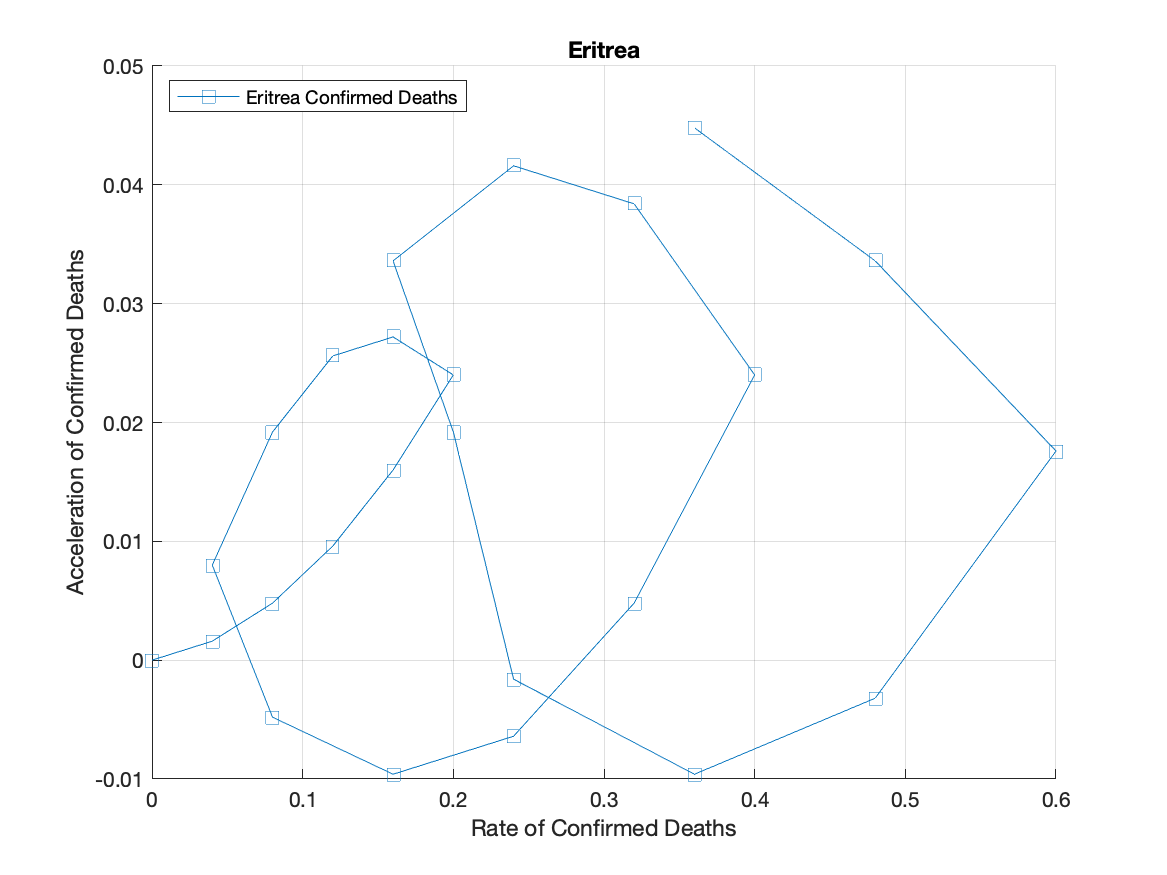 Eritrea
Eritrea Confirmed Deaths
Acceleration of Confirmed Deaths
0.05
0.04
0.03
0.02
0.01
0
-0.01
0 0.1 0.2 0.3 0.4 0.5 0.6
Rate of Confirmed Deaths